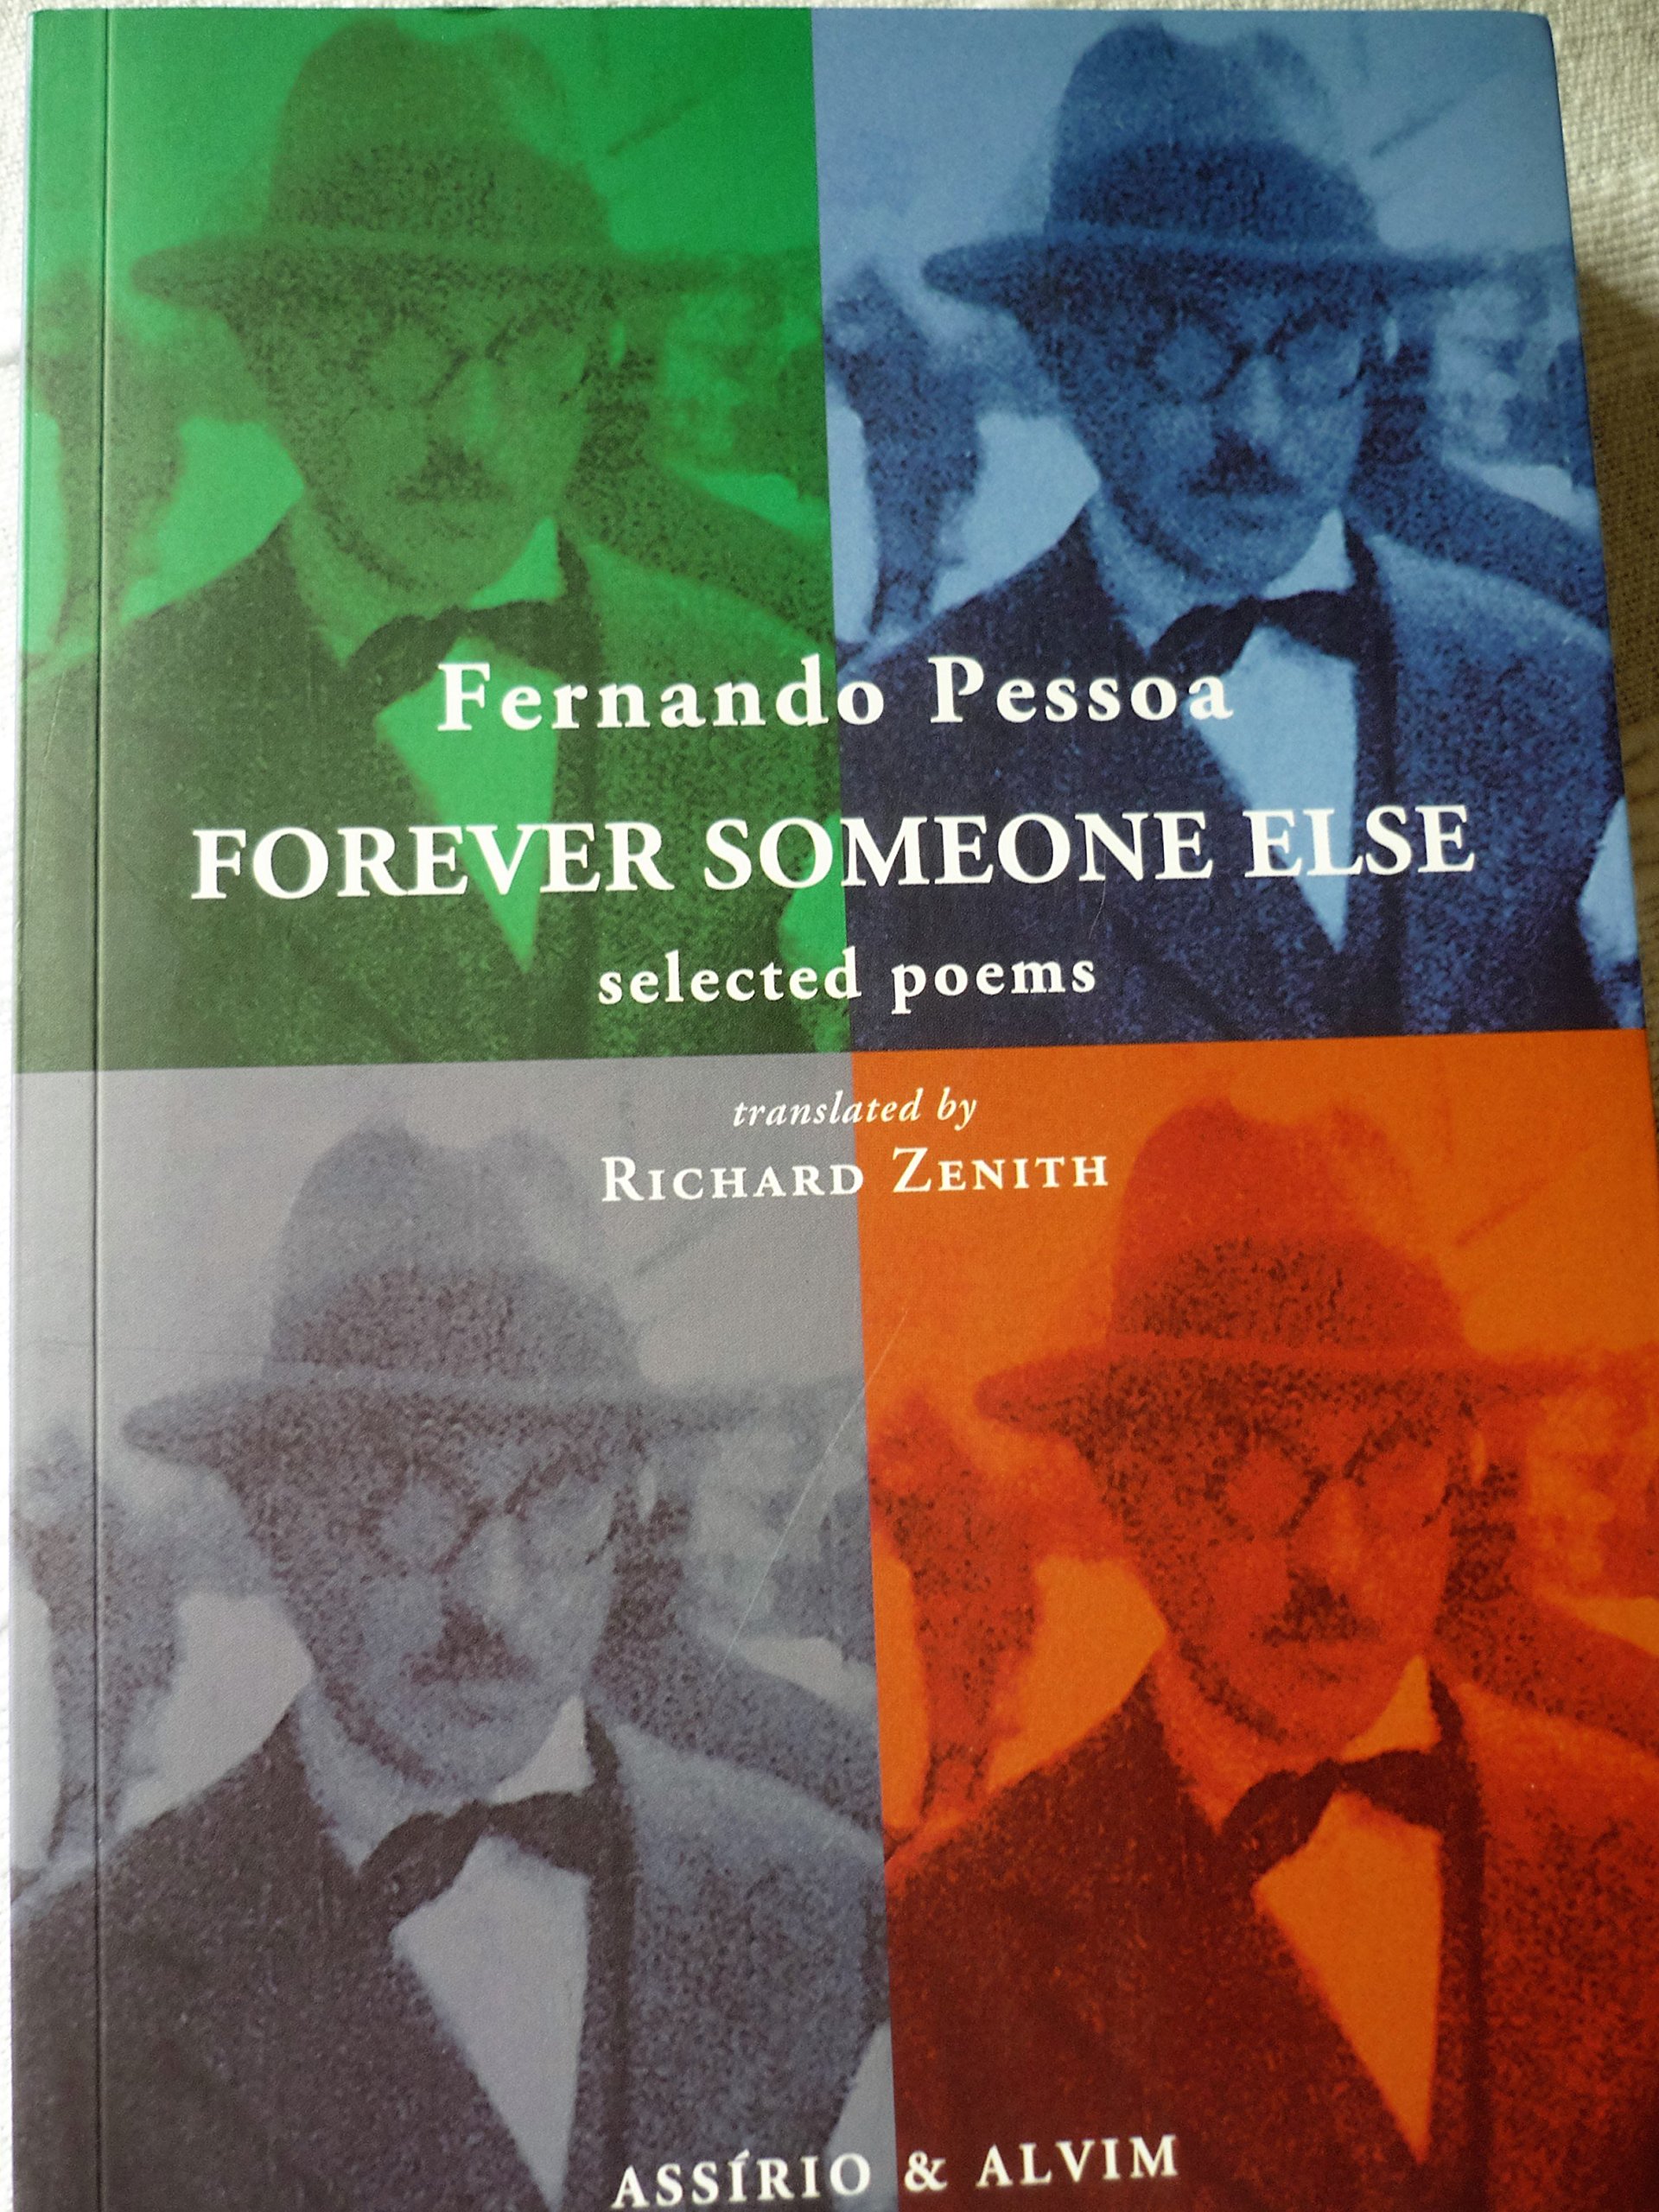 Fernando Pessoa
FOREVER SOMEONE ELSE
selected poems
translated by
RICHARD ZENITH
ASSÍRIO & ALVIM